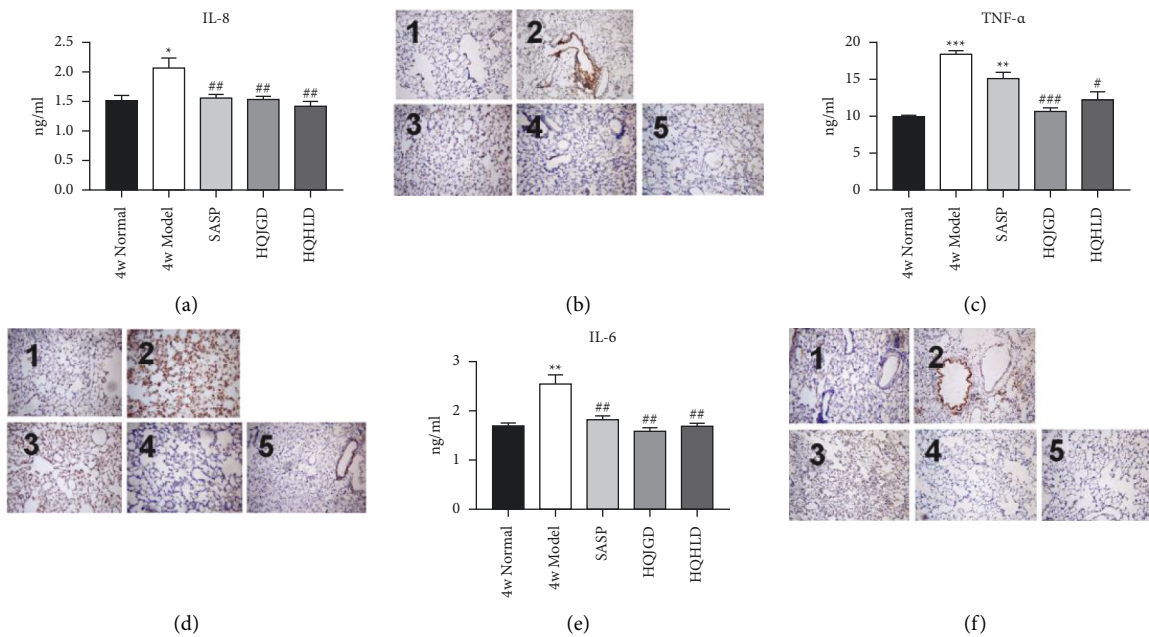 IL-8
2.5
2.0
1.5
1.0
0.5
0.0
ng/ml
*
##
##
##
4w Normal
4w Model
SASP
HQJGD
HQHLD
(a)
1
2
3
4
5
(b)
TNF-α
20
15
10
5
0
ng/ml
***
**
###
#
4w Normal
4w Model
SASP
HQJGD
HQHLD
(c)
1
2
3
4
5
(d)
IL-6
3
2
1
0
ng/ml
**
##
##
##
4w Normal
4w Model
SASP
HQJGD
HQHLD
(e)
1
2
3
4
5
(f)